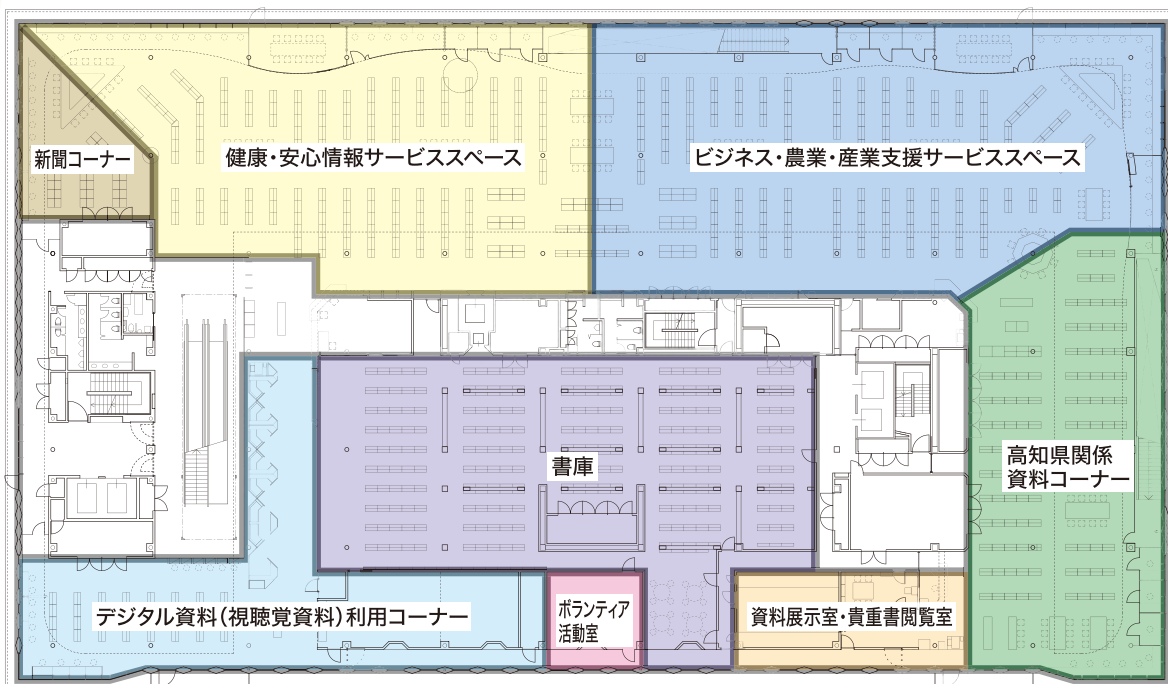 新聞コーナー
健康・安心情報サービススペース
ビジネス・農業・産業支援サービススペース
書庫
高知県関係
資料コーナー
デジタル資料(視聴覚資料)利用コーナー
ボランティア
活動室
資料展示室・貴重書閲覧室